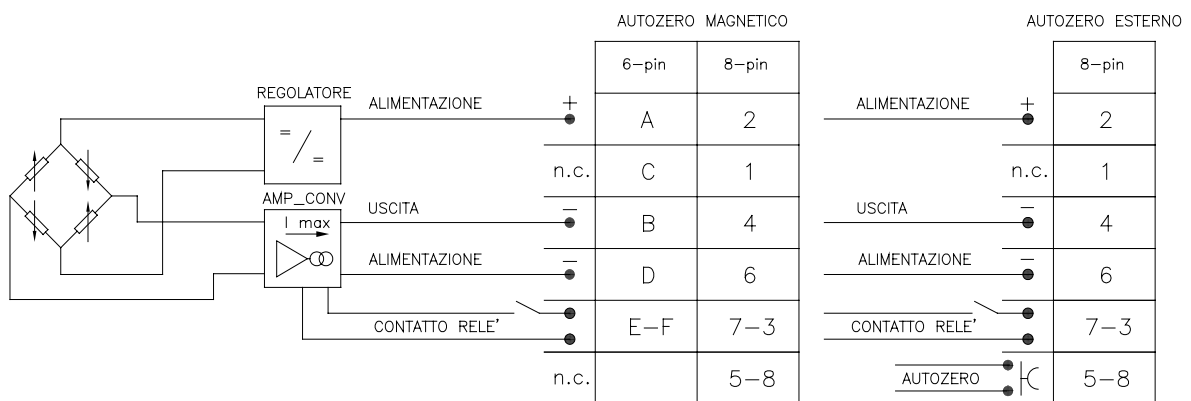 AUTOZERO MAGNETICO AUTOZERO ESTERNO
6-pin 8-pin 8-pin
REGOLATORE ALIMENTAZIONE + A 2 ALIMENTAZIONE + 2
= / =
n.c. C 1 n.c. 1
AMP_CONV
I max USCITA – B 4 USCITA – 4
ALIMENTAZIONE – D 6 ALIMENTAZIONE – 6
CONTATTO RELE' E-F 7-3 CONTATTO RELE' 7-3
n.c. 5-8 AUTOZERO 5-8